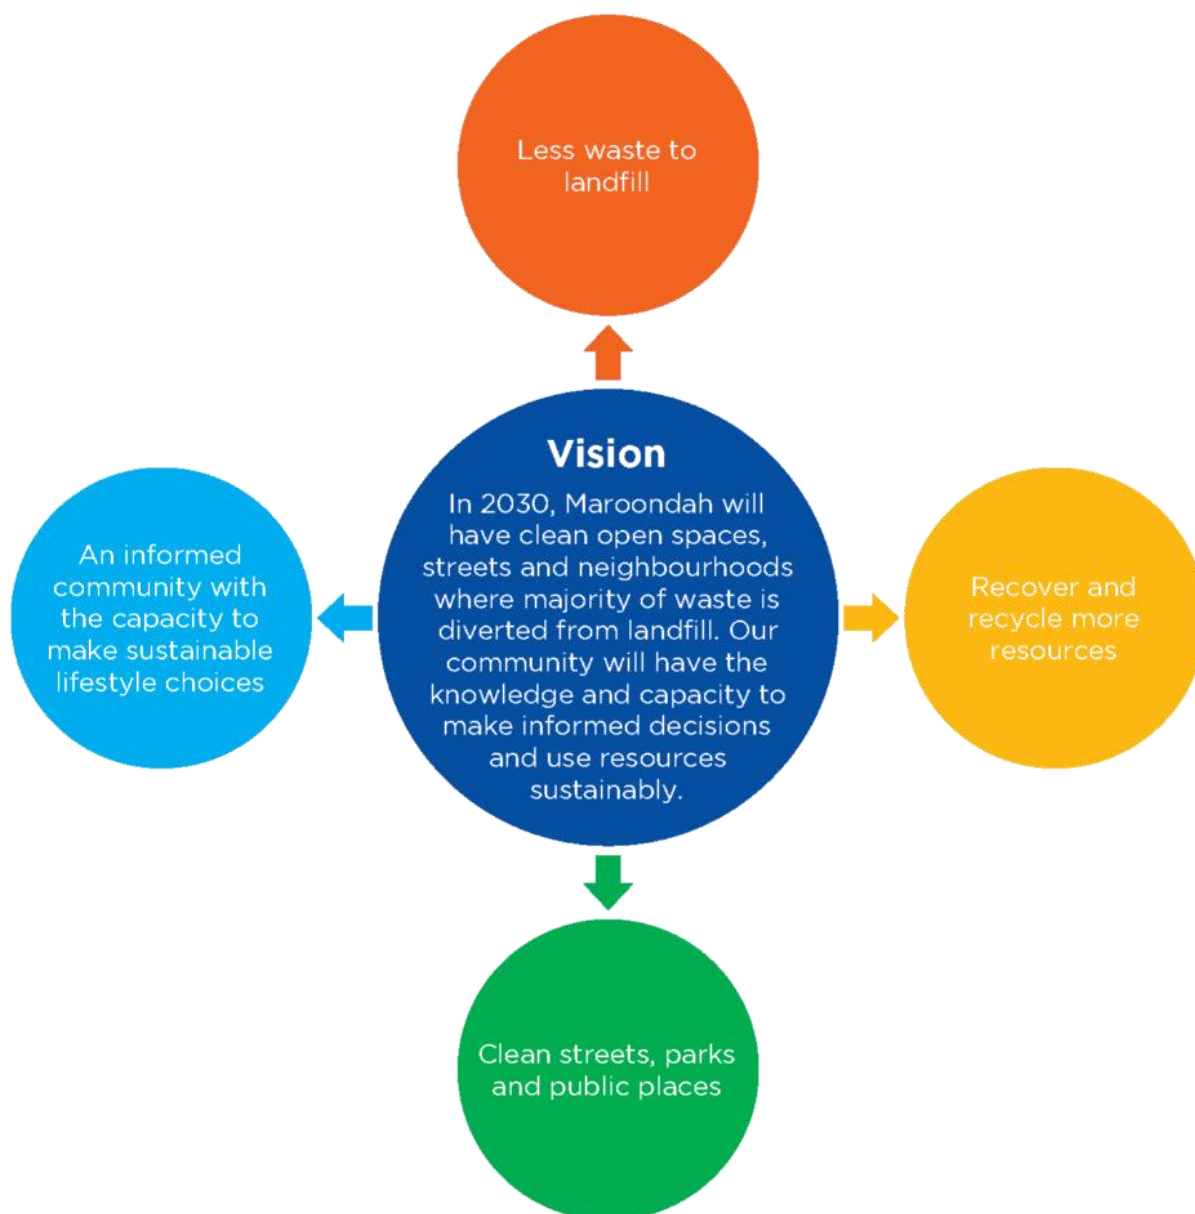 Less waste to
landfill
Vision
In 2030, Maroondah will
have clean open spaces,
streets and neighbourhoods
where majority of waste is
diverted from landfill. Our
community will have the
knowledge and capacity to
make informed decisions
and use resources
sustainably.
An informed
community with
the capacity to
make sustainable
lifestyle choices
Recover and
recycle more
resources
Clean streets, parks
and public places